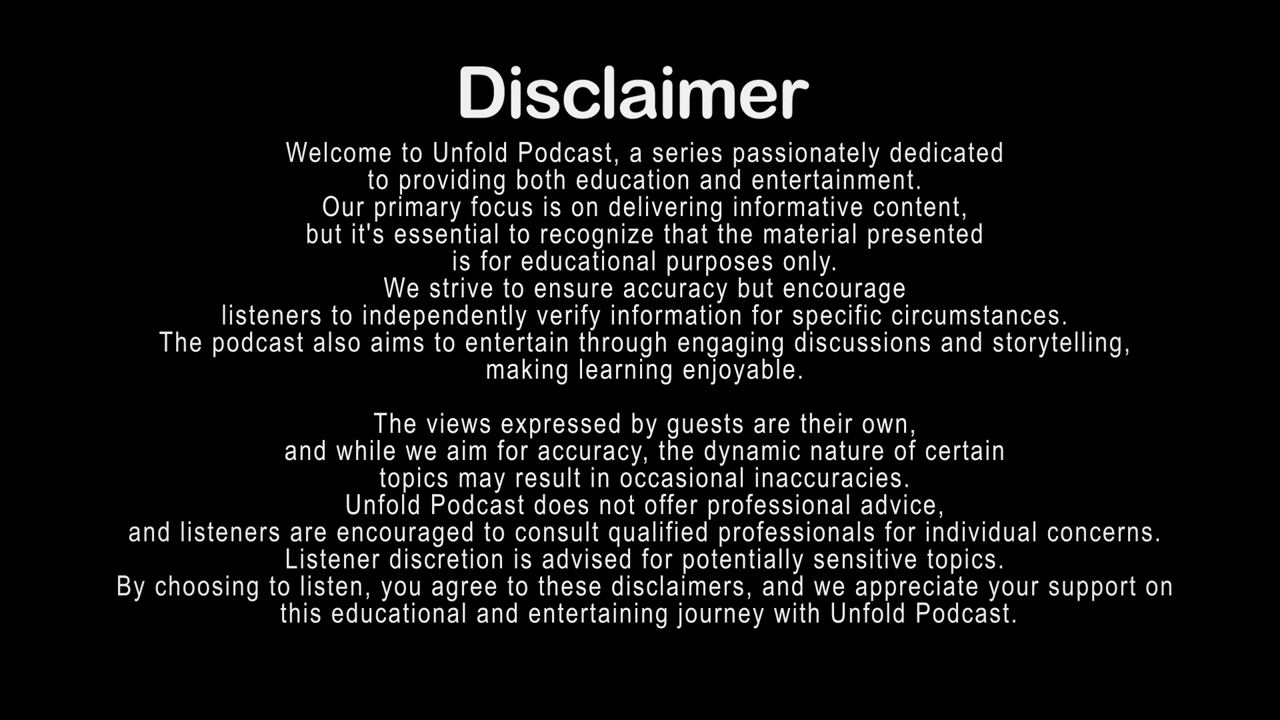 Disclaimer
Welcome to Unfold Podcast, a series passionately dedicated
to providing both education and entertainment.
Our primary focus is on delivering informative content,
but it's essential to recognize that the material presented
is for educational purposes only.
We strive to ensure accuracy but encourage
listeners to independently verify information for specific circumstances.
The podcast also aims to entertain through engaging discussions and storytelling,
making learning enjoyable.
The views expressed by guests are their own,
and while we aim for accuracy, the dynamic nature of certain
topics may result in occasional inaccuracies.
Unfold Podcast does not offer professional advice,
and listeners are encouraged to consult qualified professionals for individual concerns.
Listener discretion is advised for potentially sensitive topics.
By choosing to listen, you agree to these disclaimers, and we appreciate your support on
this educational and entertaining journey with Unfold Podcast.